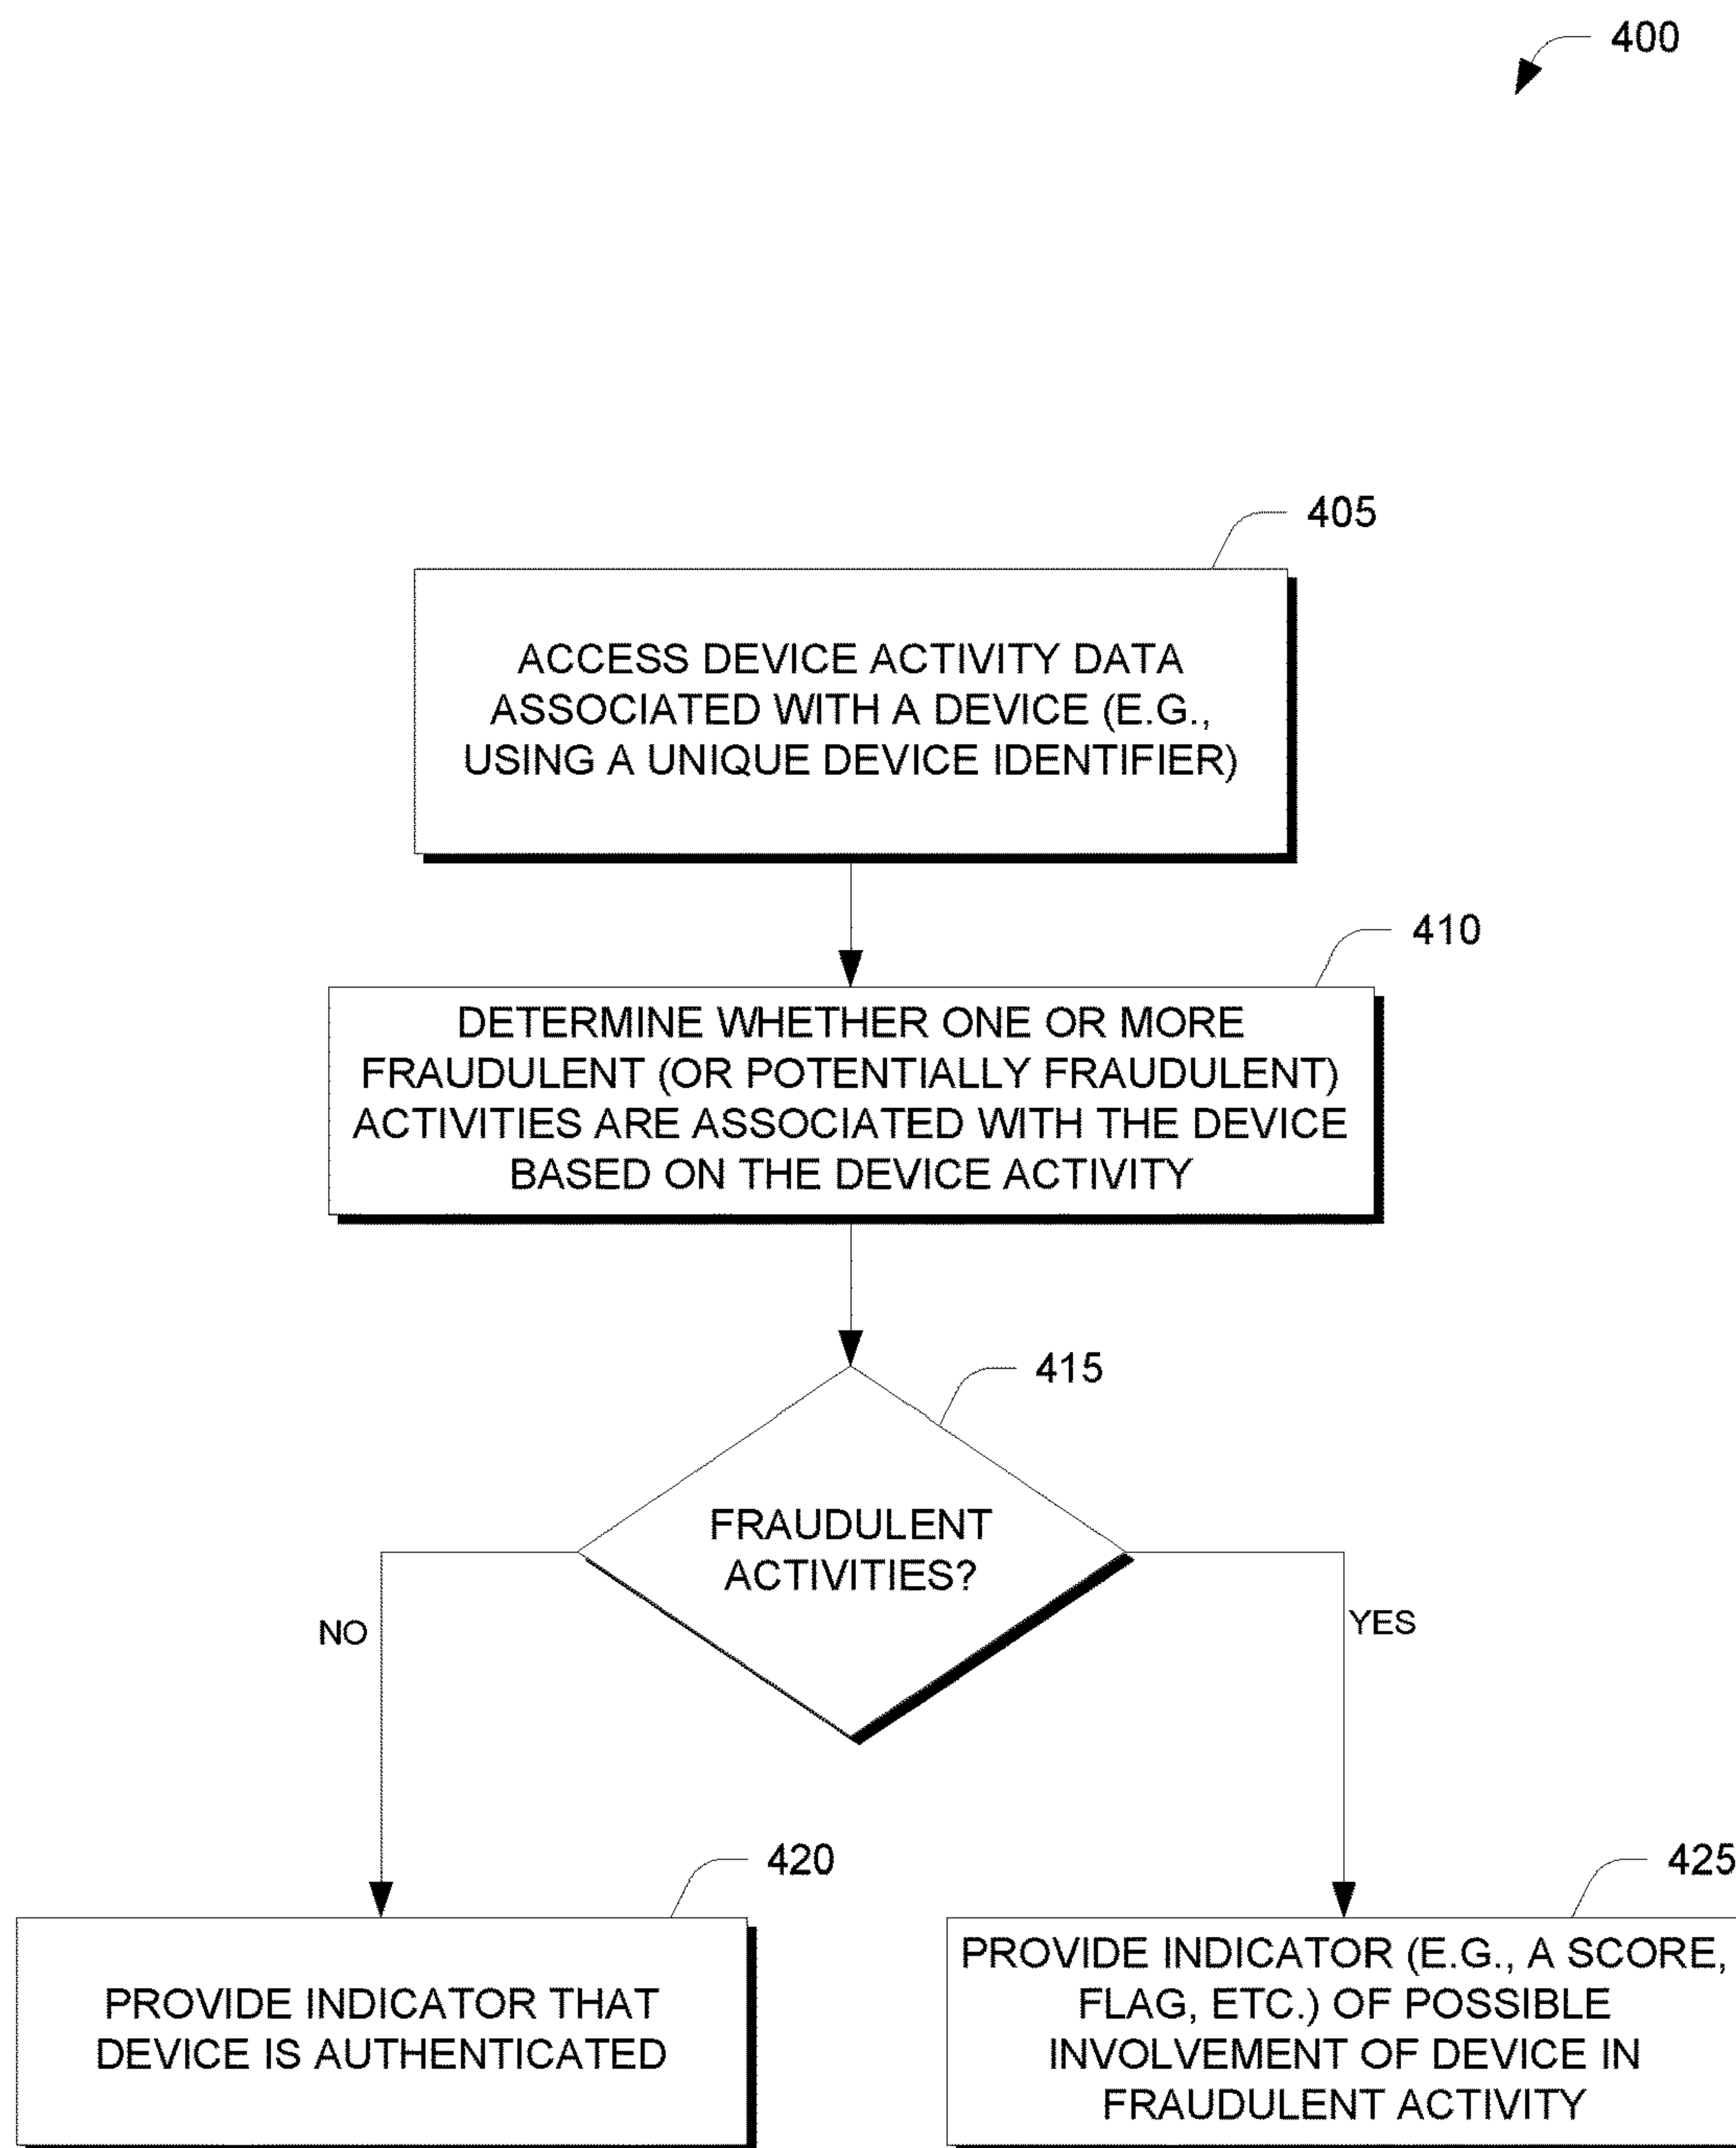 400
405
ACCESS DEVICE ACTIVITY DATA
ASSOCIATED WITH A DEVICE (E.G.,
USING A UNIQUE DEVICE IDENTIFIER)
410
DETERMINE WHETHER ONE OR MORE
FRAUDULENT (OR POTENTIALLY FRAUDULENT)
ACTIVITIES ARE ASSOCIATED WITH THE DEVICE
BASED ON THE DEVICE ACTIVITY
415
FRAUDULENT
ACTIVITIES?
NO
YES
420
PROVIDE INDICATOR THAT
DEVICE IS AUTHENTICATED
425
PROVIDE INDICATOR (E.G., A SCORE,
FLAG, ETC.) OF POSSIBLE
INVOLVEMENT OF DEVICE IN
FRAUDULENT ACTIVITY